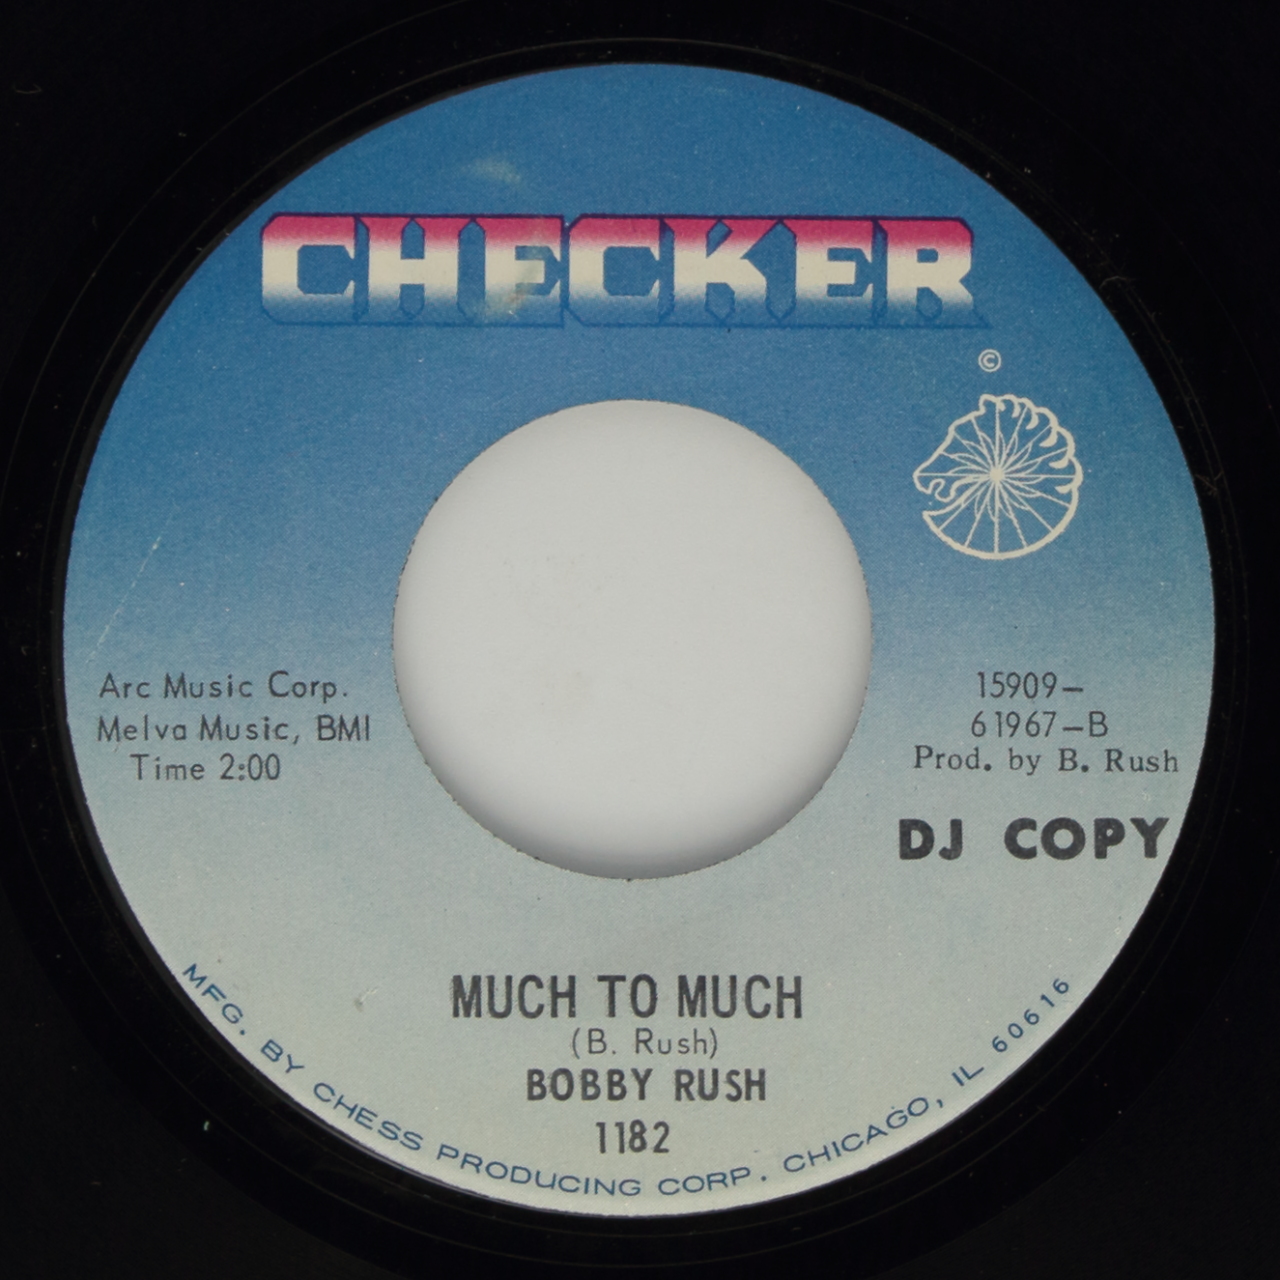 CHECKER
©
Arc Music Corp.
Melva Music, BMI
Time 2:00
15909–
61967–B
Prod. by B. Rush
DJ COPY
MUCH TO MUCH
(B. Rush)
BOBBY RUSH
1182
MFG. BY CHESS PRODUCING CORP. CHICAGO, IL 60616